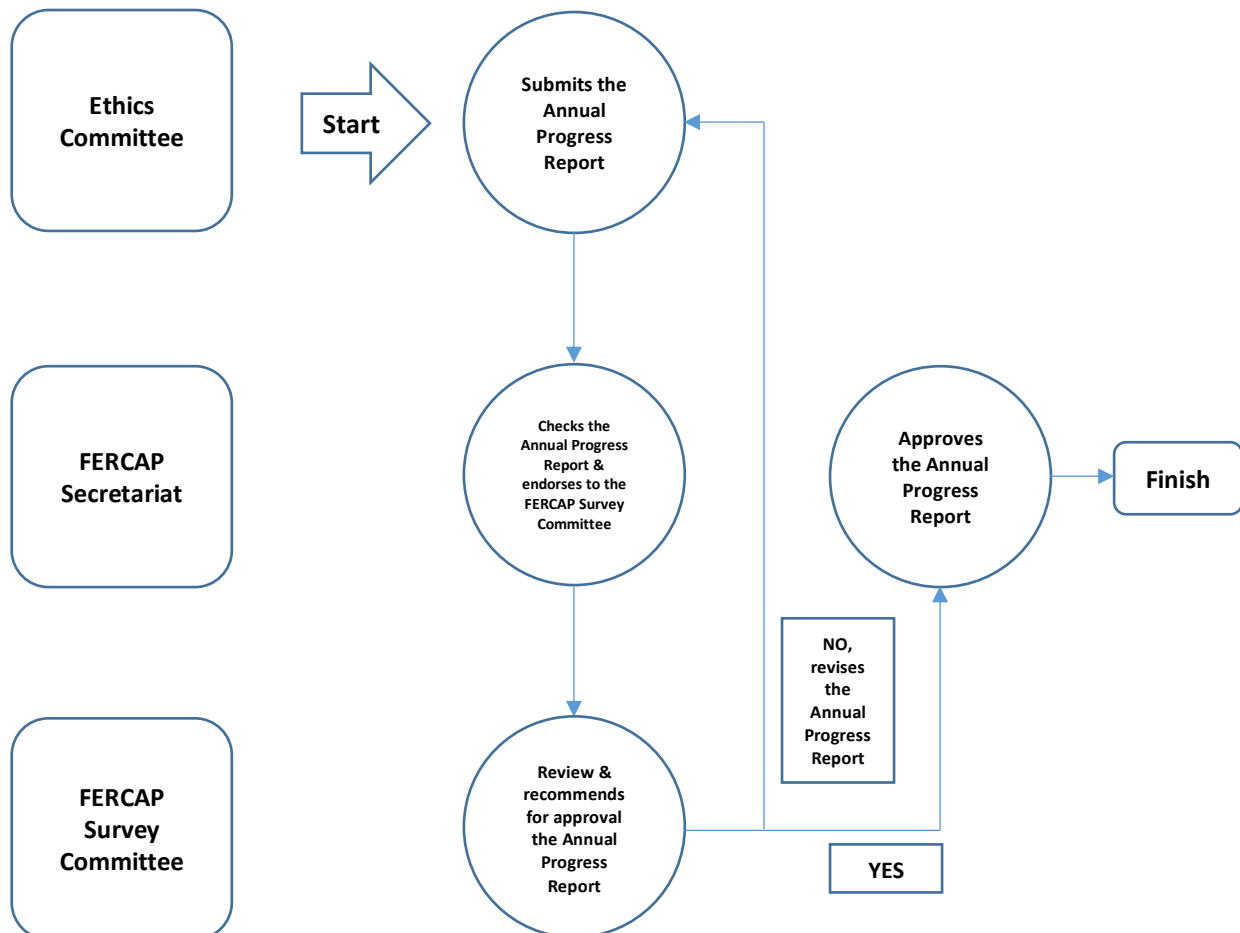 Ethics
Committee
Start
Submits the
Annual
Progress
Report
FERCAP
Secretariat
Checks the
Annual Progress
Report &
endorses to the
FERCAP Survey
Committee
Approves
the Annual
Progress
Report
Finish
NO,
revises
the
Annual
Progress
Report
FERCAP
Survey
Committee
Review &
recommends
for approval
the Annual
Progress
Report
YES